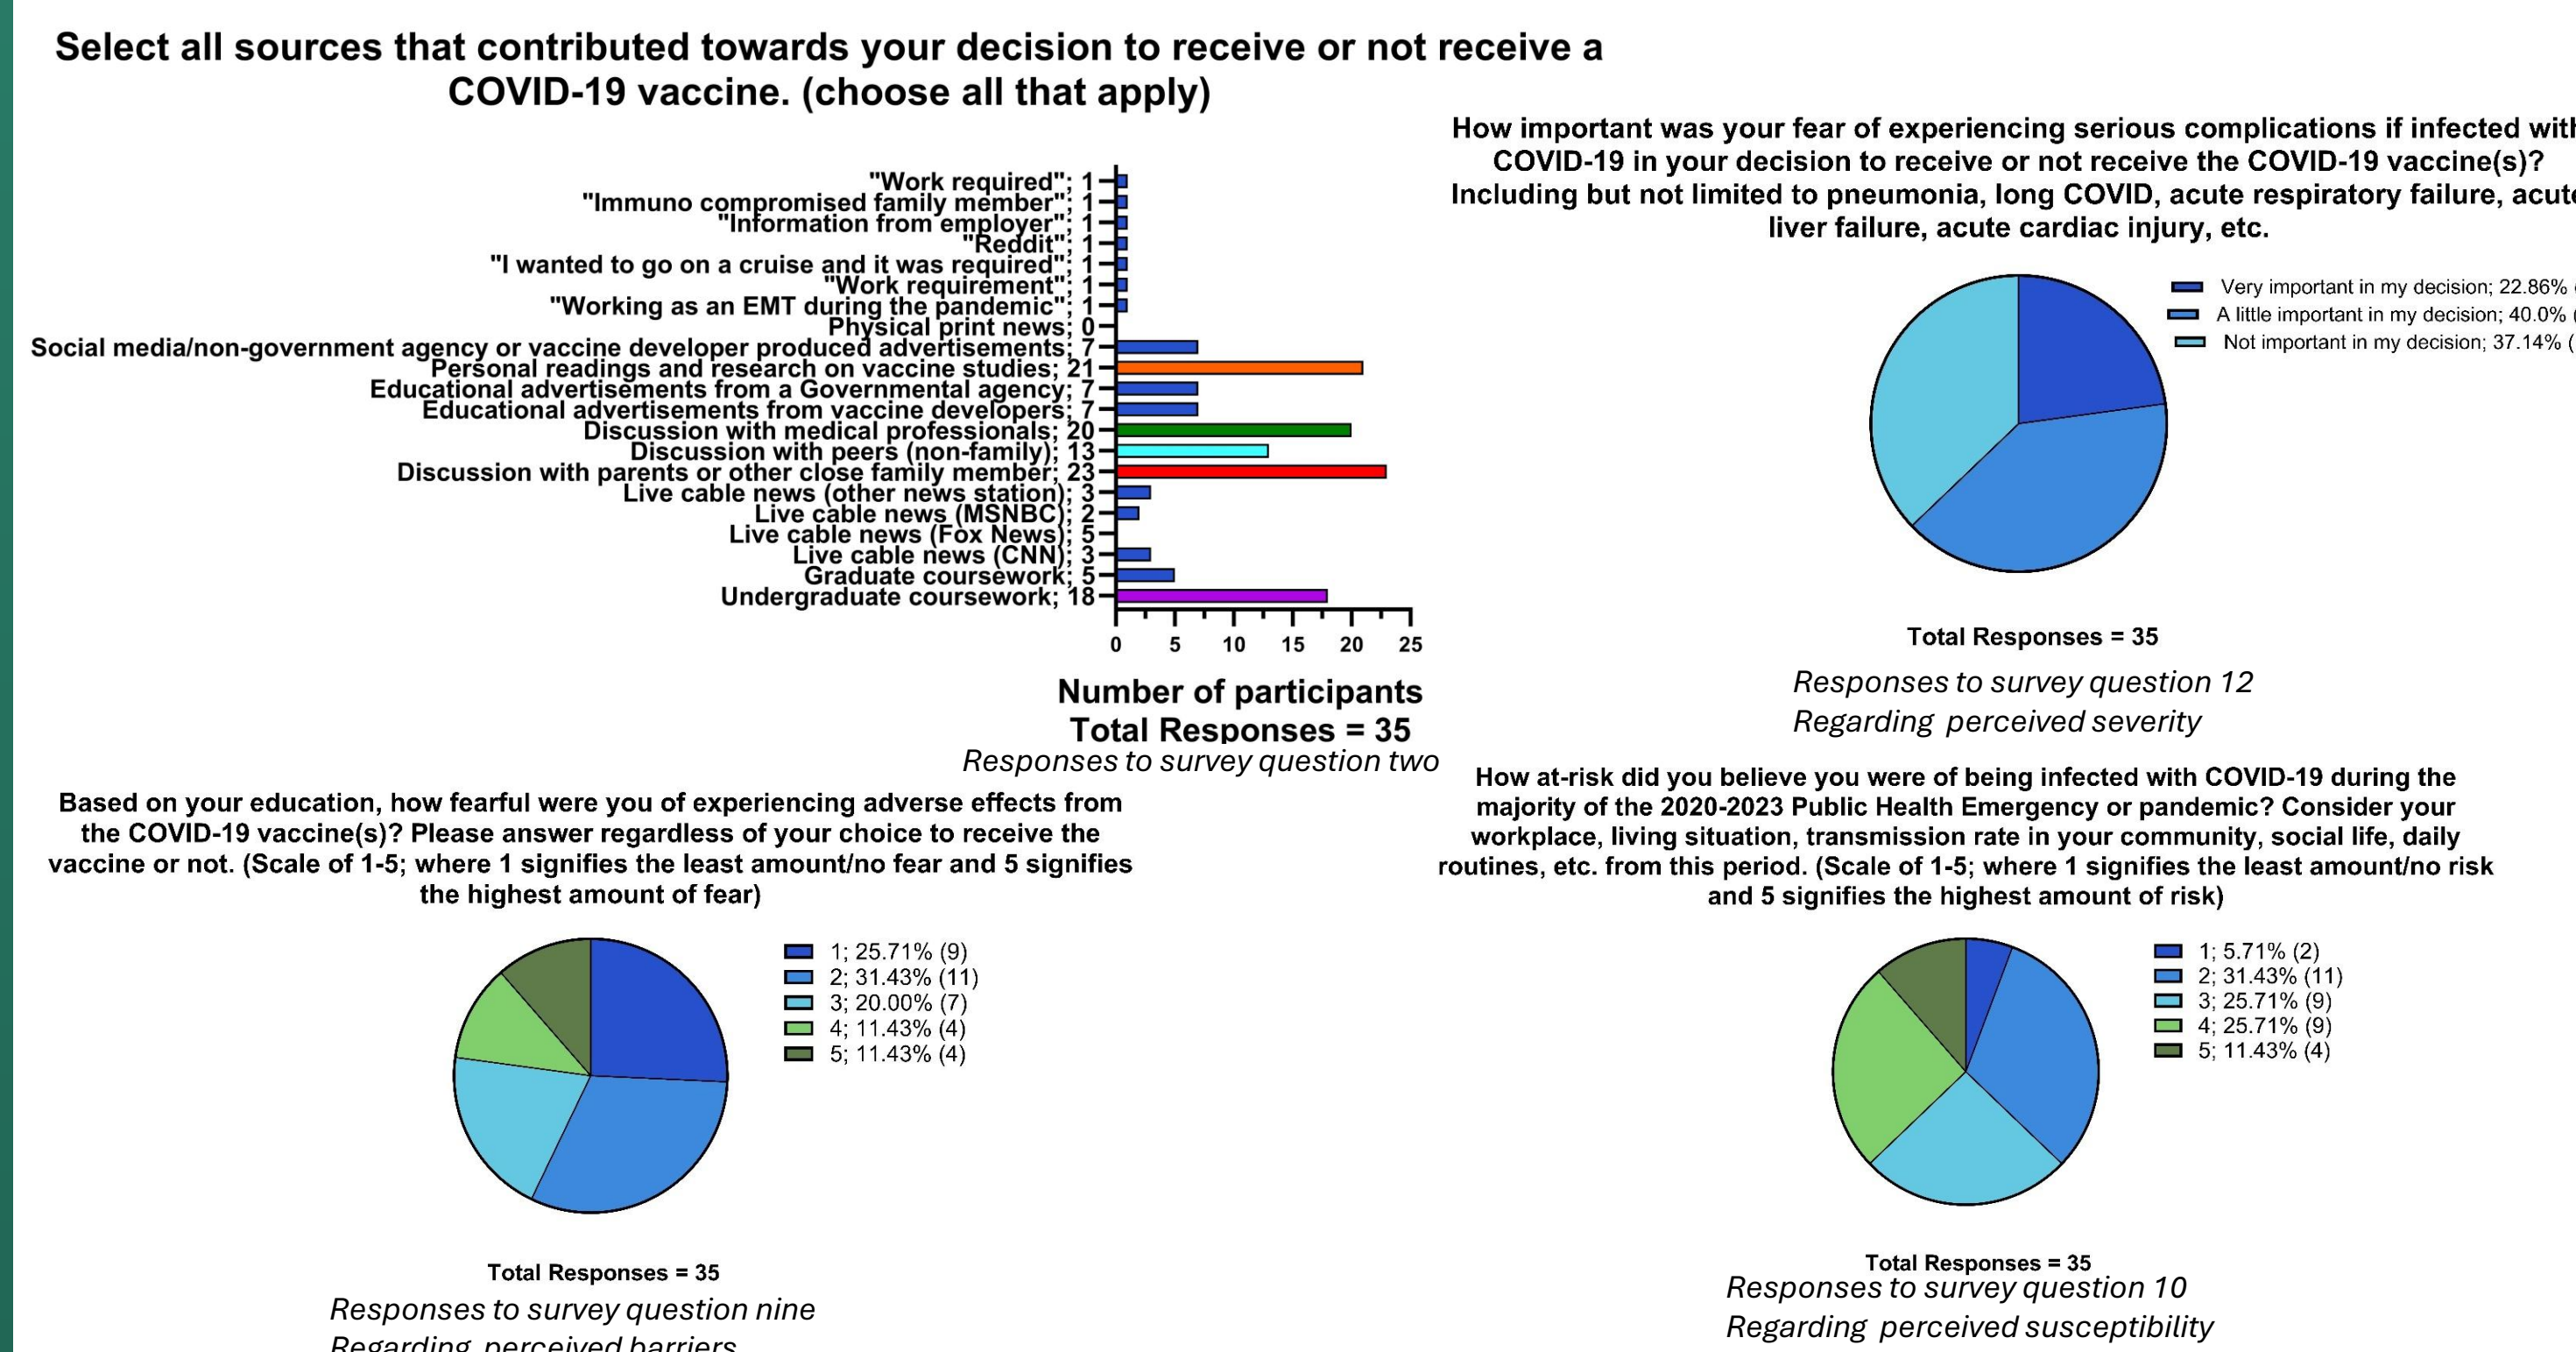 Select all sources that contributed towards your decision to receive or not receive a
COVID-19 vaccine. (choose all that apply)
"Work required"; 1
"Immuno compromised family member"; 1
"Information from employer"; 1
"Reddit"; 1
"I wanted to go on a cruise and it was required"; 1
"Work requirement"; 1
"Working as an EMT during the pandemic"; 1
Physical print news; 0
Social media/non-government agency or vaccine developer produced advertisements; 7
Personal readings and research on vaccine studies; 21
Educational advertisements from a Governmental agency; 7
Educational advertisements from vaccine developers; 7
Discussion with medical professionals; 20
Discussion with peers (non-family); 13
Discussion with parents or other close family member; 23
Live cable news (other news station); 3
Live cable news (MSNBC); 2
Live cable news (Fox News); 5
Live cable news (CNN); 3
Graduate coursework; 5
Undergraduate coursework; 18
0 5 10 15 20 25
Number of participants
Total Responses = 35
Responses to survey question two
How important was your fear of experiencing serious complications if infected with
COVID-19 in your decision to receive or not receive the COVID-19 vaccine(s)?
Including but not limited to pneumonia, long COVID, acute respiratory failure, acute
liver failure, acute cardiac injury, etc.
Very important in my decision; 22.86%
A little important in my decision; 40.0% (
Not important in my decision; 37.14% (
Total Responses = 35
Responses to survey question 12
Regarding perceived severity
Based on your education, how fearful were you of experiencing adverse effects from
the COVID-19 vaccine(s)? Please answer regardless of your choice to receive the
vaccine or not. (Scale of 1-5; where 1 signifies the least amount/no fear and 5 signifies
the highest amount of fear)
1; 25.71% (9)
2; 31.43% (11)
3; 20.00% (7)
4; 11.43% (4)
5; 11.43% (4)
Total Responses = 35
Responses to survey question nine
Regarding perceived barriers
How at-risk did you believe you were of being infected with COVID-19 during the
majority of the 2020-2023 Public Health Emergency or pandemic? Consider your
workplace, living situation, transmission rate in your community, social life, daily
routines, etc. from this period. (Scale of 1-5; where 1 signifies the least amount/no risk
and 5 signifies the highest amount of risk)
1; 5.71% (2)
2; 31.43% (11)
3; 25.71% (9)
4; 25.71% (9)
5; 11.43% (4)
Total Responses = 35
Responses to survey question 10
Regarding perceived susceptibility